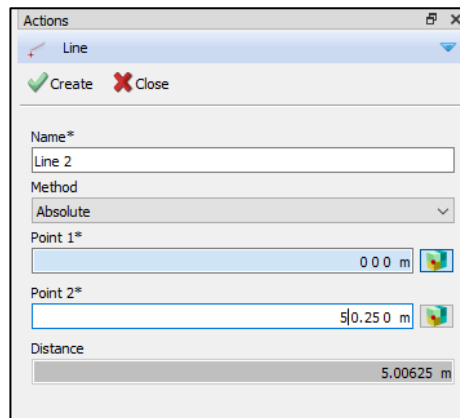 Actions
Line
Create Close
Name*
Line 2
Method
Absolute
Point 1*
0 0 0 m
Point 2*
5 0.25 0 m
Distance
5.00625 m